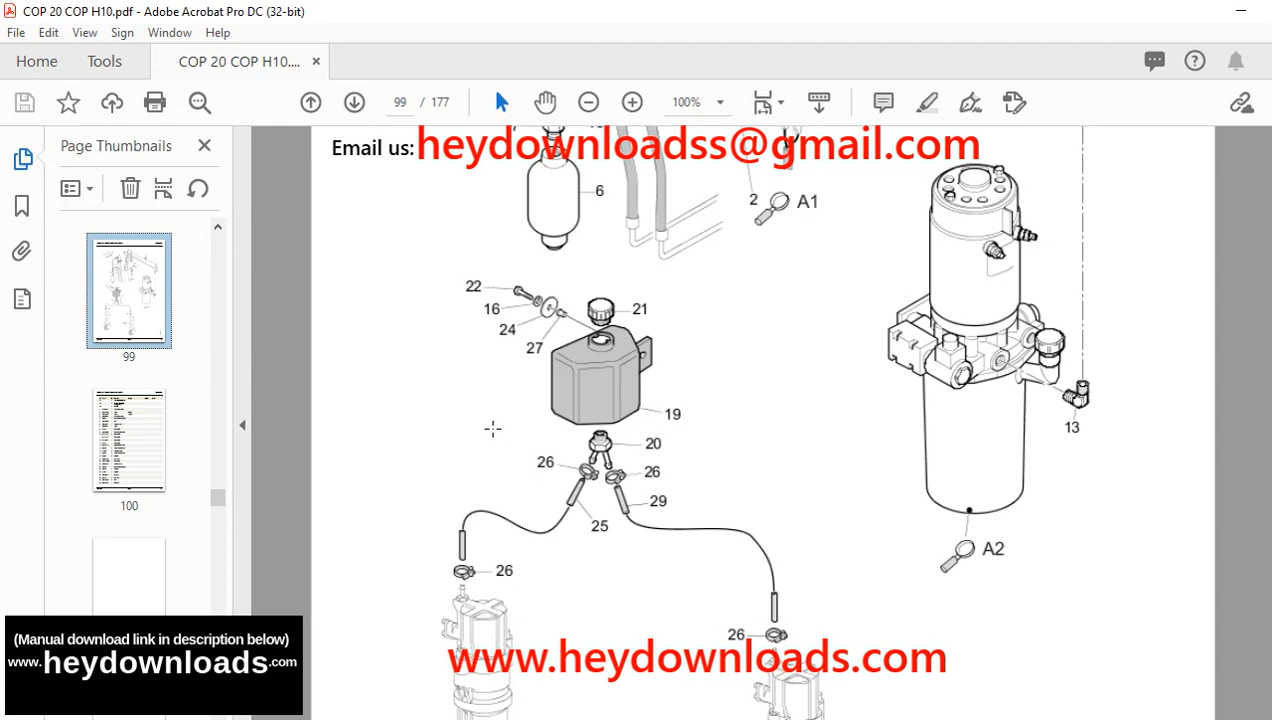 COP 20 COP H10.pdf - Adobe Acrobat Pro DC (32-bit)
File Edit View Sign Window Help
Home Tools COP 20 COP H10.... ×
99 / 177 100%
Page Thumbnails
99
100
Email us:heydownloadss@gmail.com
6
2
A1
22
16
24
27
21
19
20
26
26
25
29
26
26
13
A2
(Manual download link in description below)
www.heydownloads.com
www.heydownloads.com